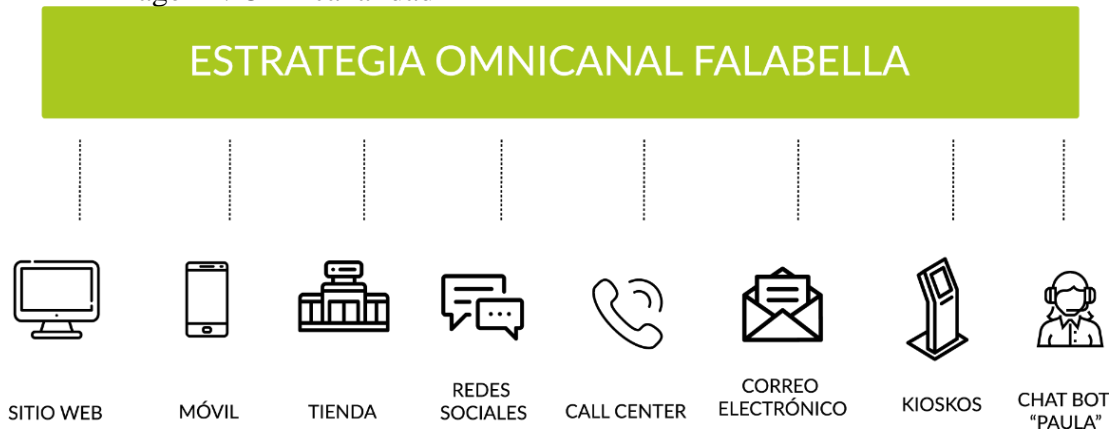 ESTRATEGIA OMNICANAL FALABELLA
SITIO WEB
MÓVIL
TIENDA
REDES
SOCIALES
CALL CENTER
CORREO
ELECTRÓNICO
KIOSKOS
CHAT BOT
“PAULA”